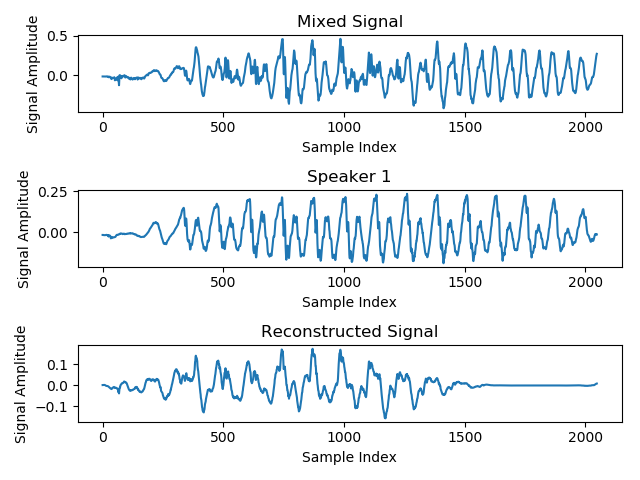 Mixed Signal
Signal Amplitude
0.5
0.0
0 500 1000 1500 2000
Sample Index
Speaker 1
Signal Amplitude
0.25
0.00
0 500 1000 1500 2000
Sample Index
Reconstructed Signal
Signal Amplitude
0.1
0.0
−0.1
0 500 1000 1500 2000
Sample Index